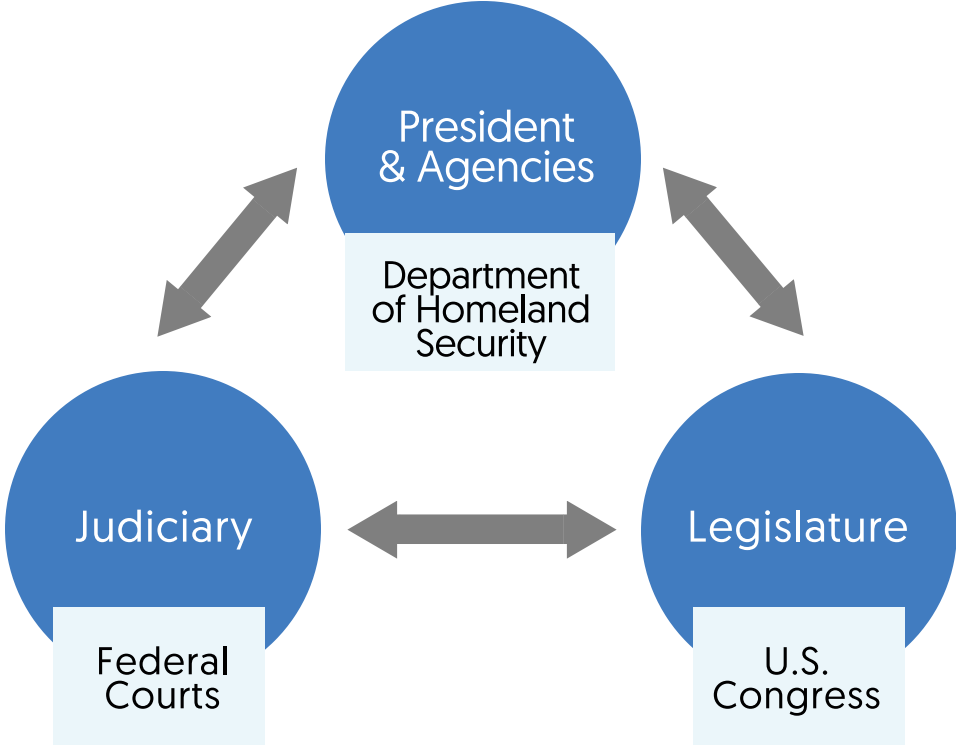 President
& Agencies
Department
of Homeland
Security
Judiciary
Federal
Courts
Legislature
U.S.
Congress